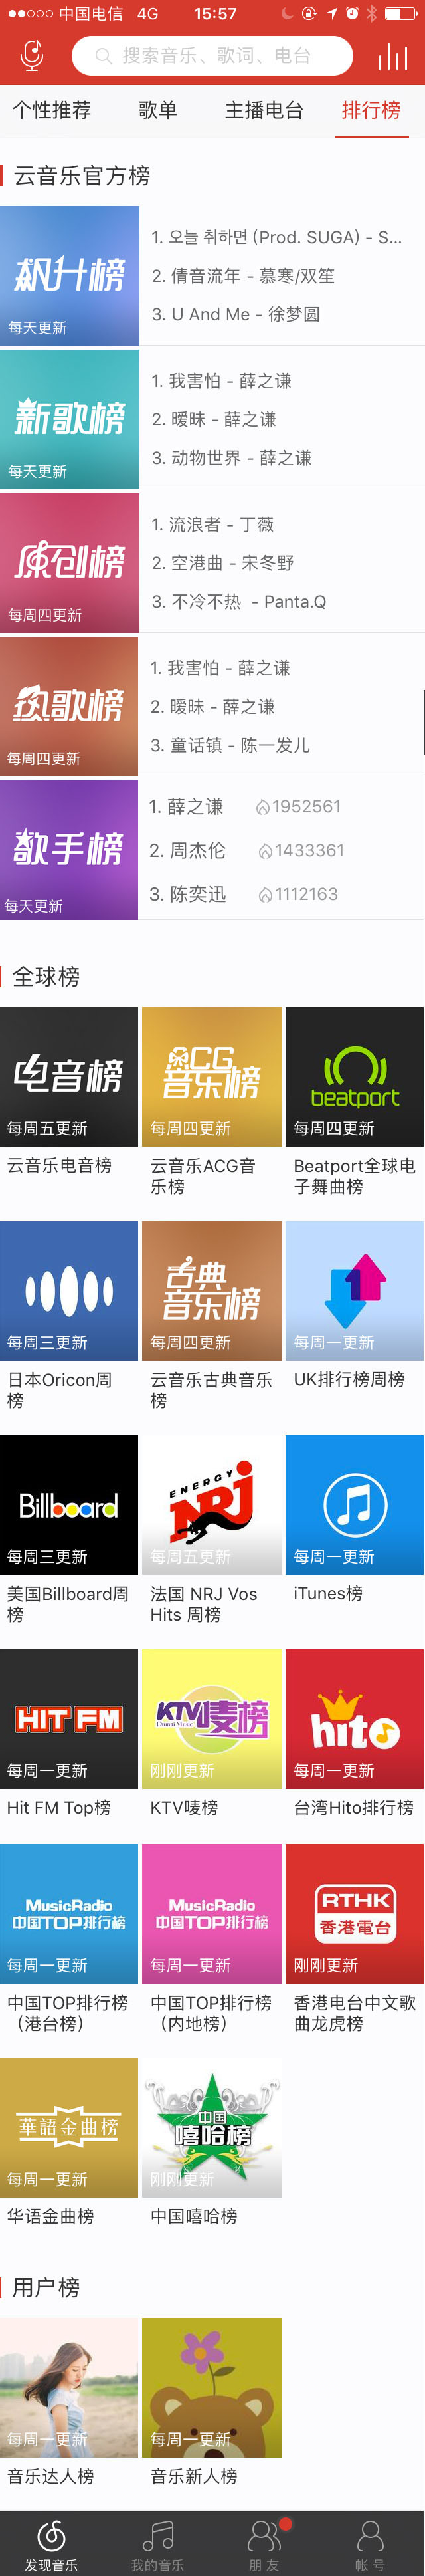 中国电信 4G 15:57
搜索音乐、歌词、电台
个性推荐 歌单 主播电台 排行榜
云音乐官方榜
飙升榜
每天更新
1. 오늘 취하면 (Prod. SUGA) - S...
2. 倩音流年 - 慕寒/双笙
3. U And Me - 徐梦圆
新歌榜
每天更新
1. 我害怕 - 薛之谦
2. 暧昧 - 薛之谦
3. 动物世界 - 薛之谦
原创榜
每周四更新
1. 流浪者 - 丁薇
2. 空港曲 - 宋冬野
3. 不冷不热 - Panta.Q
热歌榜
每周四更新
1. 我害怕 - 薛之谦
2. 暧昧 - 薛之谦
3. 童话镇 - 陈一发儿
歌手榜
每天更新
1. 薛之谦 1952561
2. 周杰伦 1433361
3. 陈奕迅 1112163
全球榜
电音榜
每周五更新
云音乐电音榜
ACG
音乐榜
每周四更新
云音乐ACG音
乐榜
beatport
每周四更新
Beatport全球电
子舞曲榜
每周三更新
日本Oricon周
榜
古典
音乐榜
每周四更新
云音乐古典音乐
榜
每周一更新
UK排行榜周榜
Billboard
每周三更新
美国Billboard周
榜
ENERGY
NRJ
每周五更新
法国 NRJ Vos
Hits 周榜
每周一更新
iTunes榜
HIT FM
每周一更新
Hit FM Top榜
KTV唛榜
Digital Music
刚刚更新
KTV唛榜
hito
每周一更新
台湾Hito排行榜
MusicRadio
中国TOP排行榜
每周一更新
中国TOP排行榜
（港台榜）
MusicRadio
中国TOP排行榜
每周一更新
中国TOP排行榜
（内地榜）
RTHK
香港電台
刚刚更新
香港电台中文歌
曲龙虎榜
華語金曲榜
每周一更新
华语金曲榜
中国
嘻哈榜
刚刚更新
中国嘻哈榜
用户榜
每周一更新
音乐达人榜
每周一更新
音乐新人榜
发现音乐 我的音乐 朋友 帐号